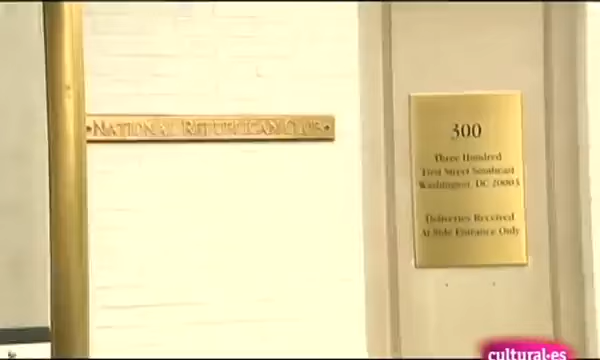 NATIONAL REPUBLICAN CLUB
300
Three Hundred
First Street Southeast
Washington, DC 20003
Deliveries Received
At Side Entrance Only
cultural·es